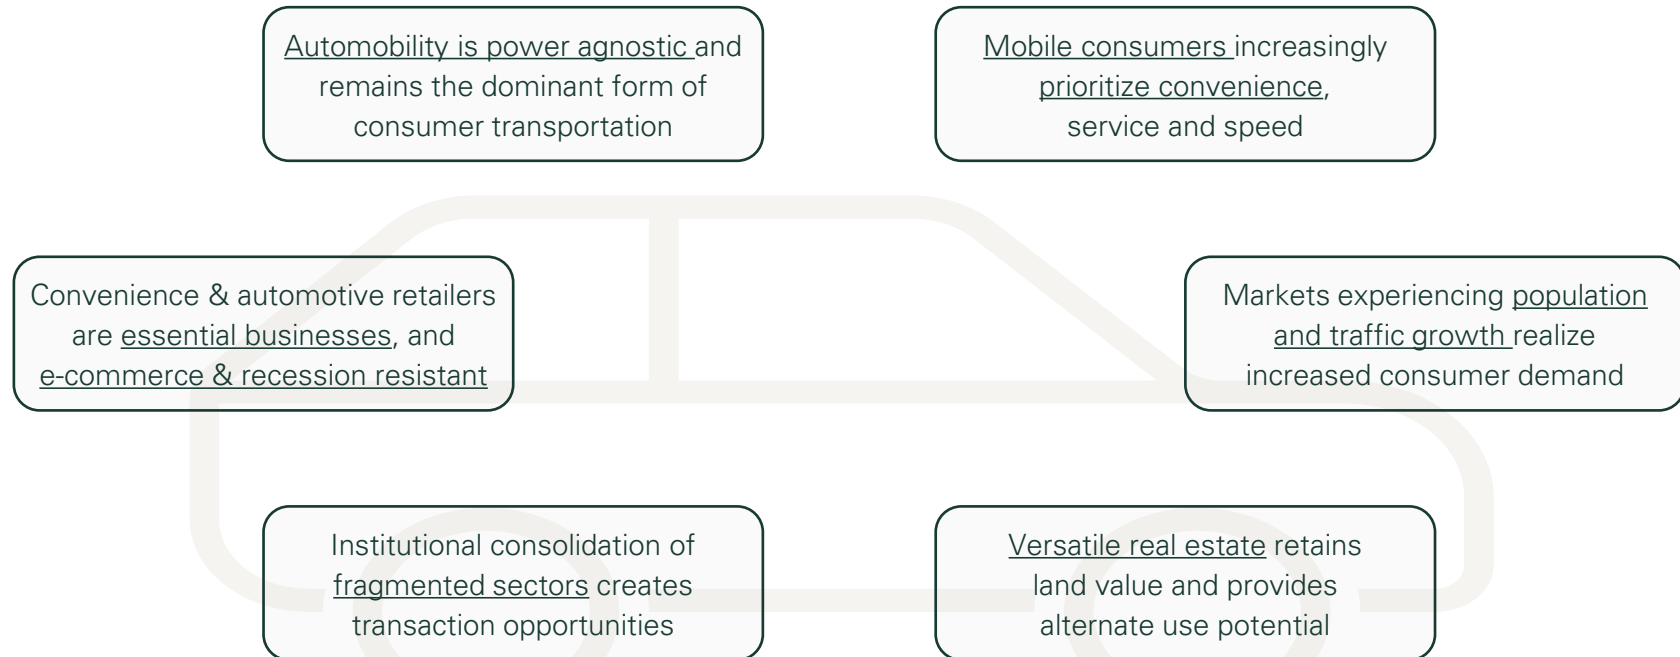 Automobility is power agnostic and
remains the dominant form of
consumer transportation
Mobile consumers increasingly
prioritize convenience,
service and speed
Convenience & automotive retailers
are essential businesses, and
e-commerce & recession resistant
Markets experiencing population
and traffic growth realize
increased consumer demand
Institutional consolidation of
fragmented sectors creates
transaction opportunities
Versatile real estate retains
land value and provides
alternate use potential